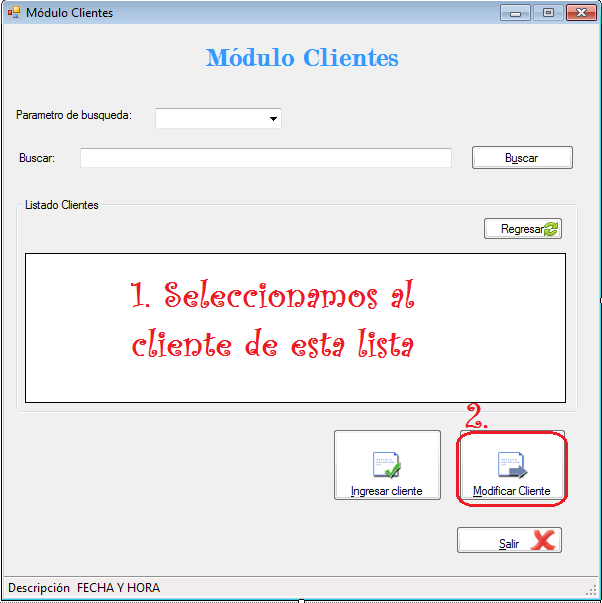 Módulo Clientes
Módulo Clientes
Parametro de busqueda:
Buscar:
Buscar
Listado Clientes
Regresar
1. Seleccionamos al
cliente de esta lista
2.
Ingresar cliente
Modificar Cliente
Salir
Descripción FECHA Y HORA